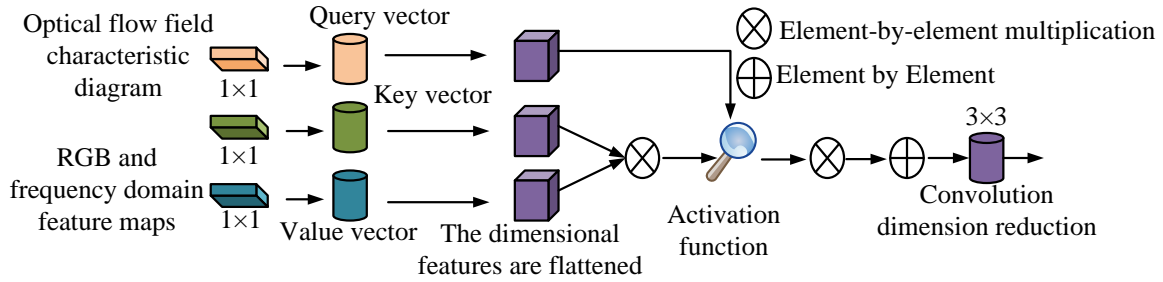 Optical flow field
characteristic
diagram
1×1
Query vector
Key vector
1×1
RGB and
frequency domain
feature maps
1×1
Value vector
The dimensional
features are flattened
Element-by-element multiplication
Element by Element
Activation
function
3×3
Convolution
dimension reduction